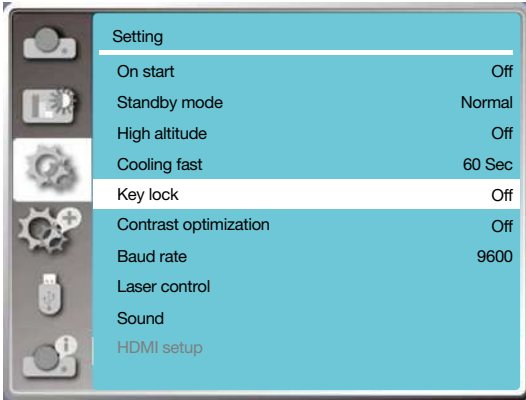 Setting
On start Off
Standby mode Normal
High altitude Off
Cooling fast 60 Sec
Key lock Off
Contrast optimization Off
Baud rate 9600
Laser control
Sound
HDMI setup